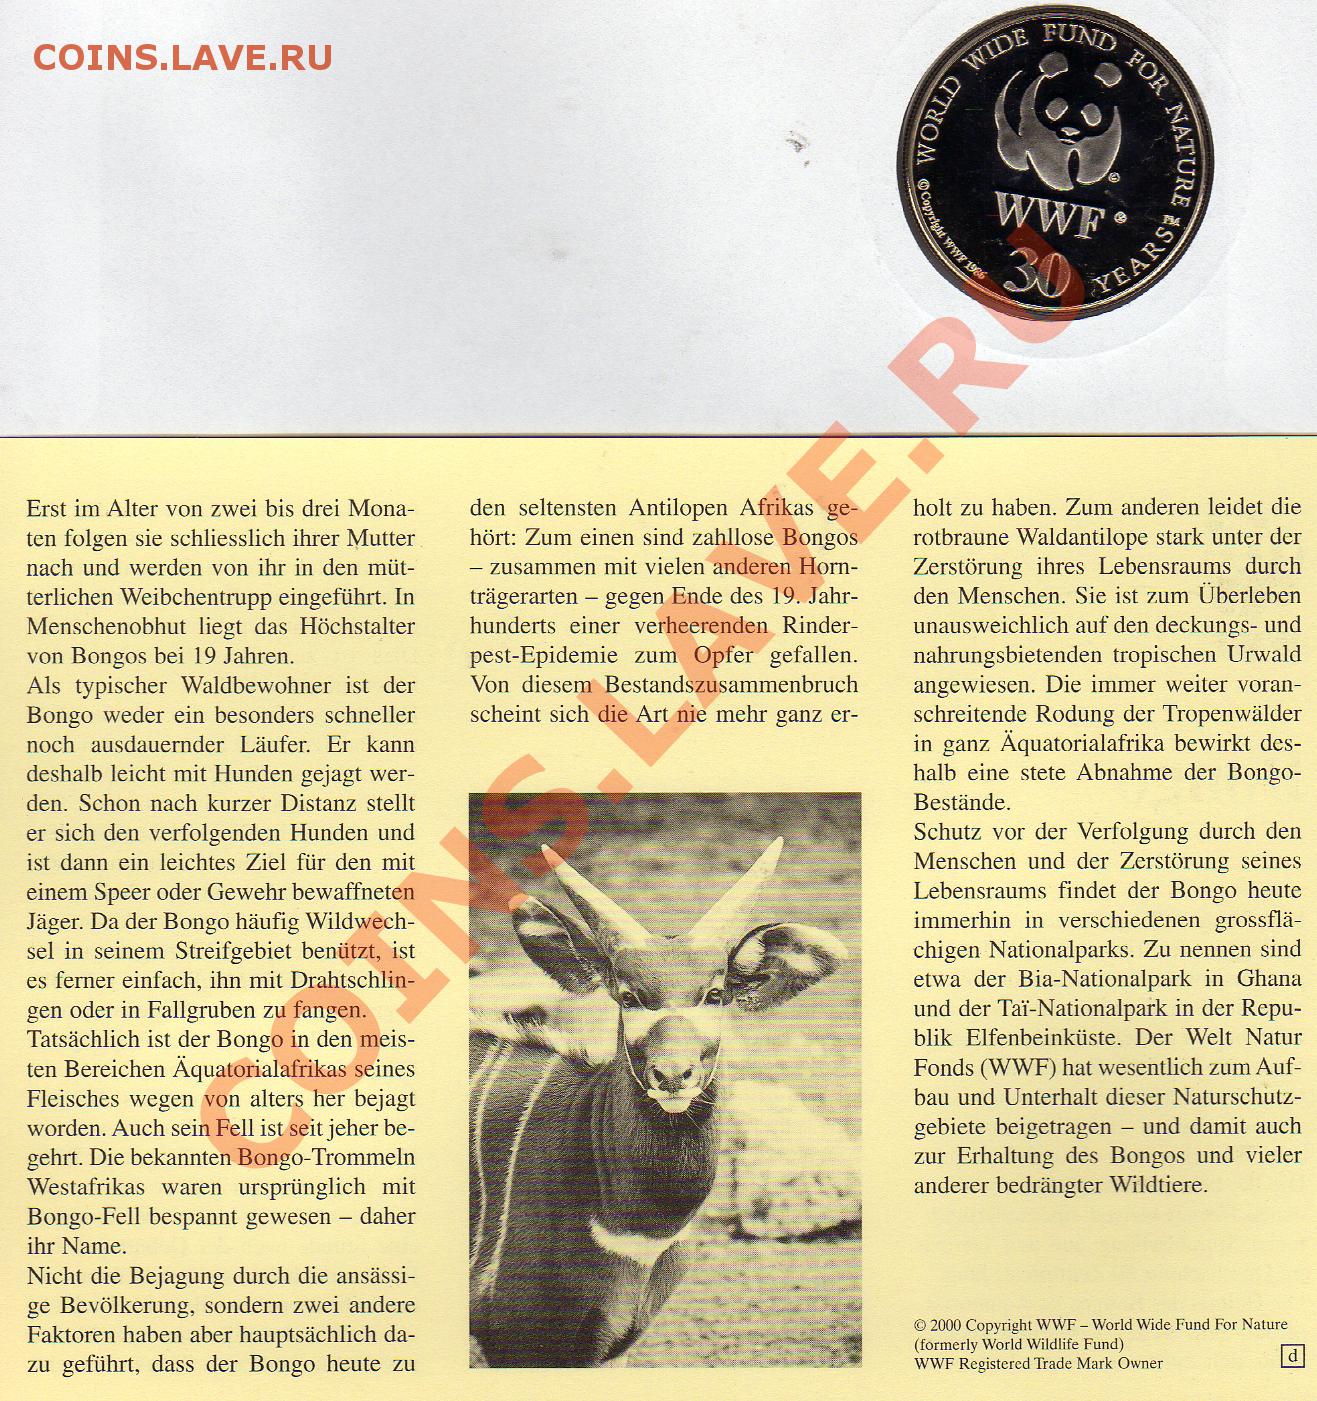 COINS.LAVE.RU
WORLD WIDE FUND FOR NATURE
© Copyright WWF 1986
©
WWF ®
30 YEARS
TM
Erst im Alter von zwei bis drei Mona-
ten folgen sie schliesslich ihrer Mutter
nach und werden von ihr in den müt-
terlichen Weibchentrupp eingeführt. In
Menschenobhut liegt das Höchstalter
von Bongos bei 19 Jahren.
Als typischer Waldbewohner ist der
Bongo weder ein besonders schneller
noch ausdauernder Läufer. Er kann
deshalb leicht mit Hunden gejagt wer-
den. Schon nach kurzer Distanz stellt
er sich den verfolgenden Hunden und
ist dann ein leichtes Ziel für den mit
einem Speer oder Gewehr bewaffneten
Jäger. Da der Bongo häufig Wildwech-
sel in seinem Streifgebiet benützt, ist
es ferner einfach, ihn mit Drahtschlin-
gen oder in Fallgruben zu fangen.
Tatsächlich ist der Bongo in den meis-
ten Bereichen Äquatorialafrikas seines
Fleisches wegen von alters her bejagt
worden. Auch sein Fell ist seit jeher be-
gehrt. Die bekannten Bongo-Trommeln
Westafrikas waren ursprünglich mit
Bongo-Fell bespannt gewesen – daher
ihr Name.
Nicht die Bejagung durch die ansässi-
ge Bevölkerung, sondern zwei andere
Faktoren haben aber hauptsächlich da-
zu geführt, dass der Bongo heute zu
den seltensten Antilopen Afrikas ge-
hört: Zum einen sind zahllose Bongos
– zusammen mit vielen anderen Horn-
trägerarten – gegen Ende des 19. Jahr-
hunderts einer verheerenden Rinder-
pest-Epidemie zum Opfer gefallen.
Von diesem Bestandszusammenbruch
scheint sich die Art nie mehr ganz er-
holt zu haben. Zum anderen leidet die
rotbraune Waldantilope stark unter der
Zerstörung ihres Lebensraums durch
den Menschen. Sie ist zum Überleben
unausweichlich auf den deckungs- und
nahrungsbietenden tropischen Urwald
angewiesen. Die immer weiter voran-
schreitende Rodung der Tropenwälder
in ganz Äquatorialafrika bewirkt des-
halb eine stete Abnahme der Bongo-
Bestände.
Schutz vor der Verfolgung durch den
Menschen und der Zerstörung seines
Lebensraums findet der Bongo heute
immerhin in verschiedenen grossflä-
chigen Nationalparks. Zu nennen sind
etwa der Bia-Nationalpark in Ghana
und der Taï-Nationalpark in der Repu-
blik Elfenbeinküste. Der Welt Natur
Fonds (WWF) hat wesentlich zum Auf-
bau und Unterhalt dieser Naturschutz-
gebiete beigetragen – und damit auch
zur Erhaltung des Bongos und vieler
anderer bedrängter Wildtiere.
© 2000 Copyright WWF – World Wide Fund For Nature
(formerly World Wildlife Fund)
WWF Registered Trade Mark Owner
d
COINS.LAVE.RU